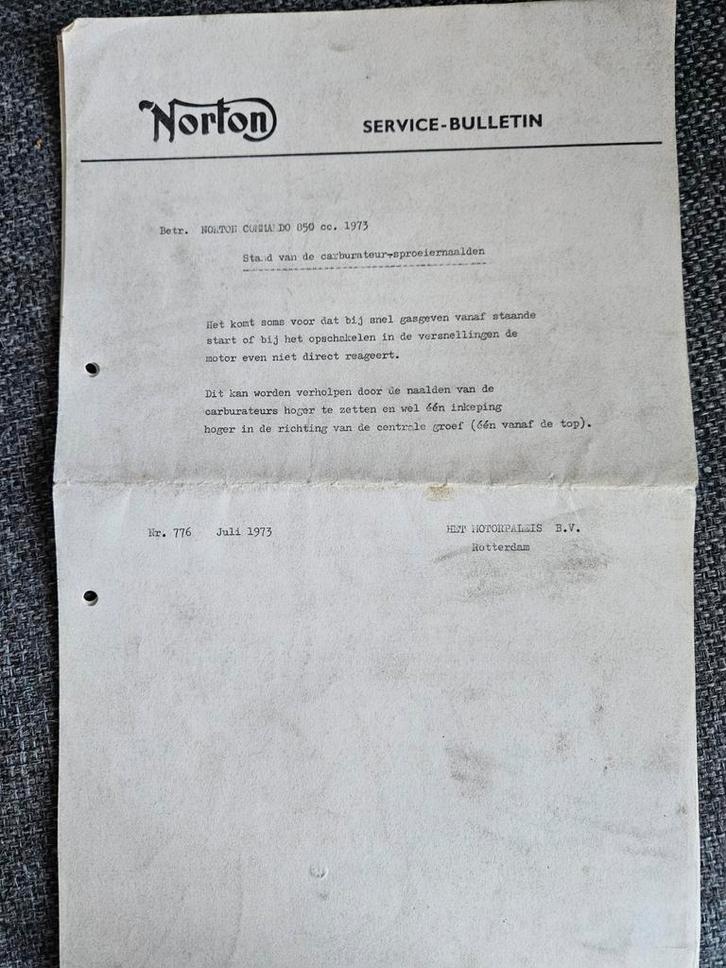 Norton SERVICE-BULLETIN
Betr. NORTON COMMANDO 850 cc. 1973
Stand van de carburateur-sproeiernaalden
Het komt soms voor dat bij snel gasgeven vanaf staande
start of bij het opschakelen in de versnellingen de
motor even niet direct reageert.
Dit kan worden verholpen door de naalden van de
carburateurs hoger te zetten en wel één inkeping
hoger in de richting van de centrale groef (één vanaf de top).
Nr. 776 Juli 1973 HET MOTORPALEIS B.V.
Rotterdam